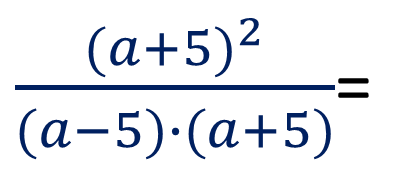 (a+5)²
(a−5)·(a+5)
=